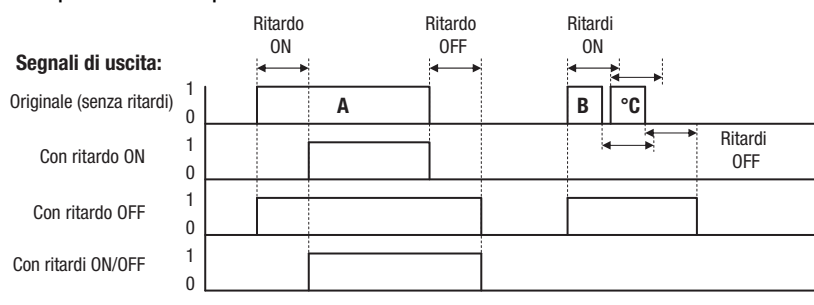 Ritardo ON
Ritardo OFF
Ritardi ON
Segnali di uscita:
Originale (senza ritardi) 1 0
A
B
°C
Con ritardo ON 1 0
Ritardi OFF
Con ritardo OFF 1 0
Con ritardi ON/OFF 1 0